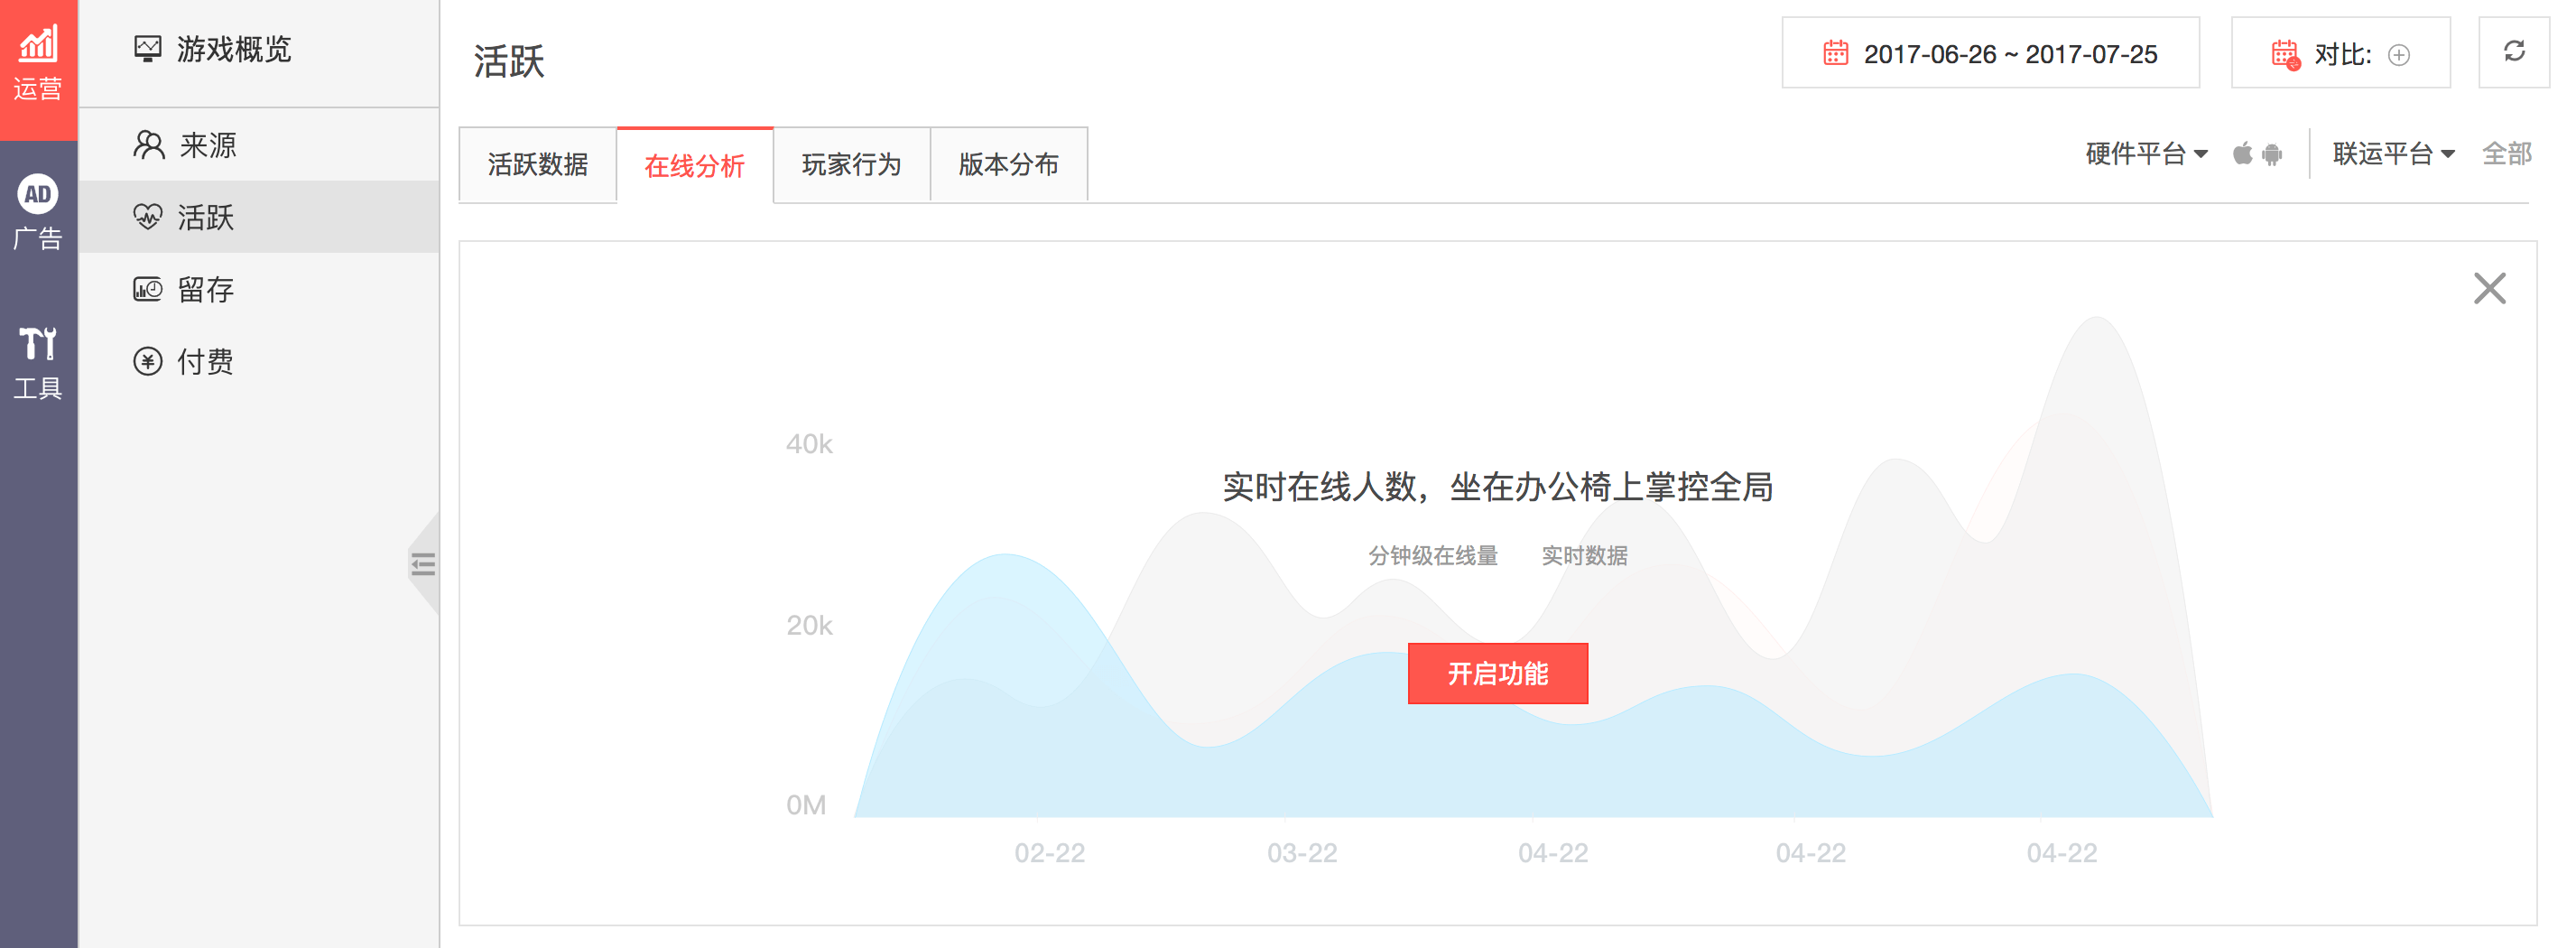 运营
AD
广告
工具
游戏概览
来源
活跃
留存
付费
活跃
2017-06-26 ~ 2017-07-25
对比:
活跃数据 在线分析 玩家行为 版本分布
硬件平台 联运平台 全部
实时在线人数，坐在办公椅上掌控全局
分钟级在线量 实时数据
开启功能
40k
20k
0M
02-22 03-22 04-22 04-22 04-22